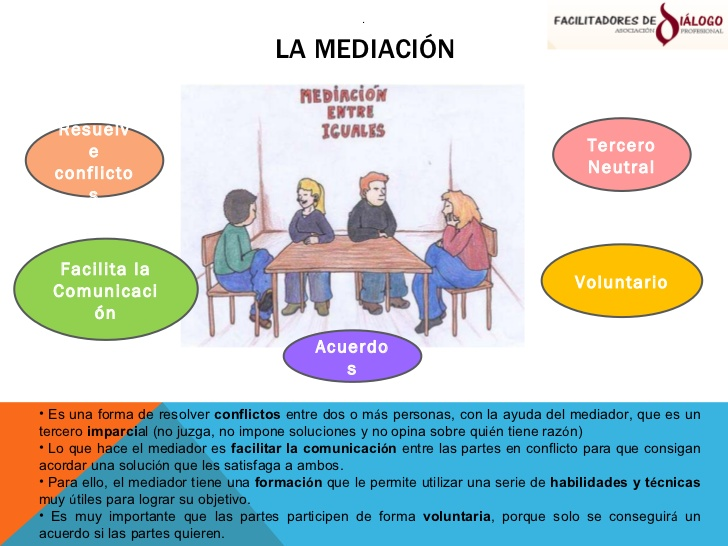 .
FACILITADORES DE DIÁLOGO
ASOCIACIÓN PROFESIONAL
LA MEDIACIÓN
MEDIACIÓN
ENTRE
IGUALES
Resuelv
e
conflicto
s
Tercero
Neutral
Facilita la
Comunicaci
ón
Voluntario
Acuerdo
s
• Es una forma de resolver conflictos entre dos o más personas, con la ayuda del mediador, que es un
tercero imparcial (no juzga, no impone soluciones y no opina sobre quién tiene razón)
• Lo que hace el mediador es facilitar la comunicación entre las partes en conflicto para que consigan
acordar una solución que les satisfaga a ambos.
• Para ello, el mediador tiene una formación que le permite utilizar una serie de habilidades y técnicas
muy útiles para lograr su objetivo.
• Es muy importante que las partes participen de forma voluntaria, porque solo se conseguirá un
acuerdo si las partes quieren.